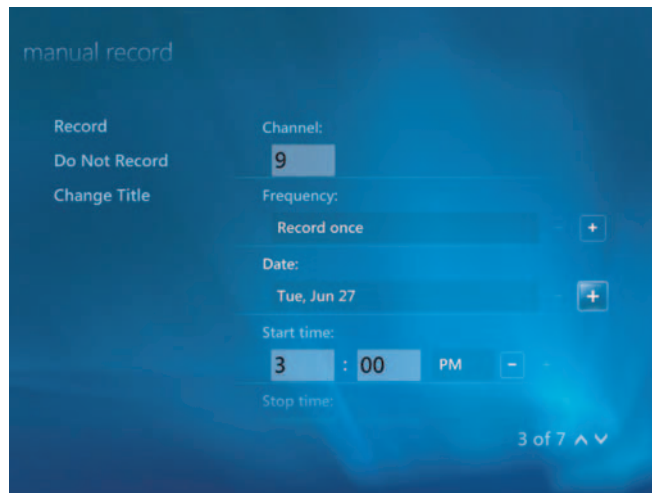 manual record
Record
Do Not Record
Change Title
Channel:
9
Frequency:
Record once
- +
Date:
Tue, Jun 27
- +
Start time:
3 : 00 PM - -
Stop time:
3 of 7